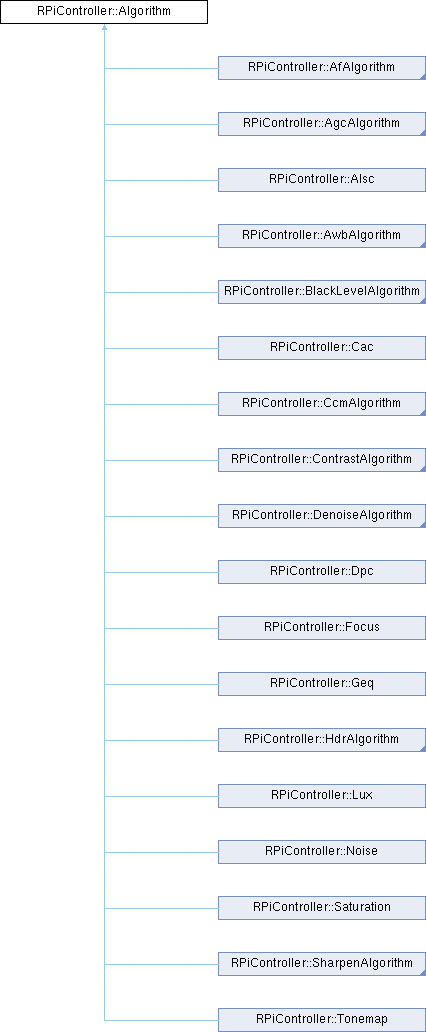 RPiController::Algorithm
RPiController::AfAlgorithm
RPiController::AgcAlgorithm
RPiController::Alsc
RPiController::AwbAlgorithm
RPiController::BlackLevelAlgorithm
RPiController::Cac
RPiController::CcmAlgorithm
RPiController::ContrastAlgorithm
RPiController::DenoiseAlgorithm
RPiController::Dpc
RPiController::Focus
RPiController::Geq
RPiController::HdrAlgorithm
RPiController::Lux
RPiController::Noise
RPiController::Saturation
RPiController::SharpenAlgorithm
RPiController::Tonemap